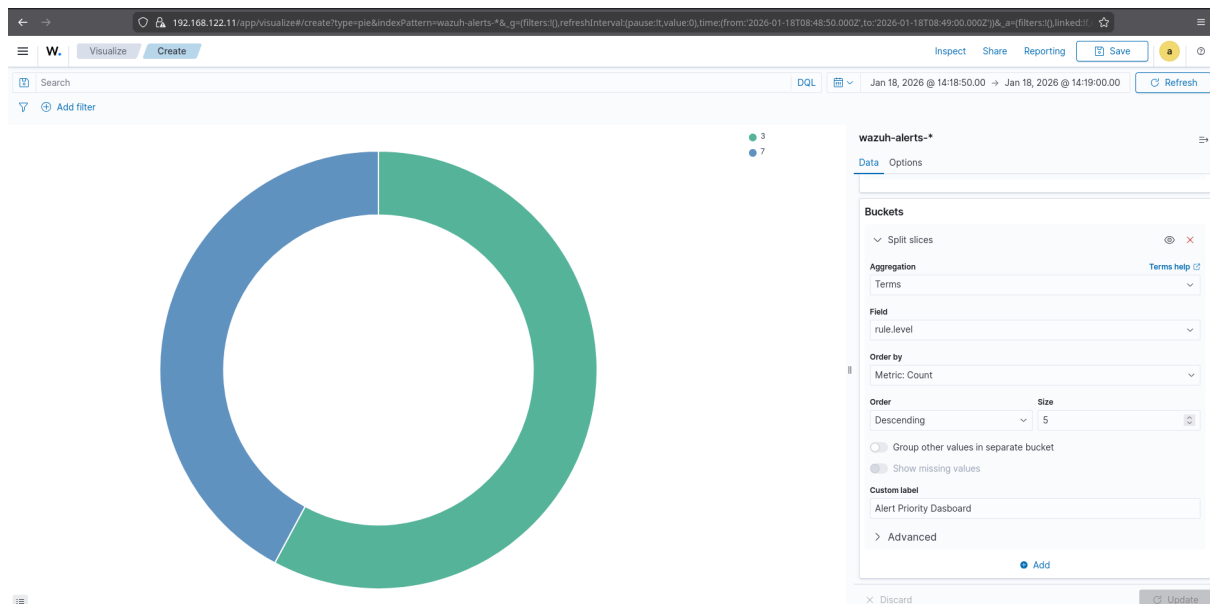 192.168.122.11/app/visualize#/create?type=pie&indexPattern=wazuh-alerts-*&_g=(filters:!(),refreshInterval:(pause:!t,value:0),time:(from:'2026-01-18T08:48:50.000Z',to:'2026-01-18T08:49:00.000Z'))&_a=(filters:!(),linked:!f,
W. Visualize Create Inspect Share Reporting Save a
Search DQL Jan 18, 2026 @ 14:18:50.00 → Jan 18, 2026 @ 14:19:00.00 Refresh
Add filter
3
7
wazuh-alerts-*
Data Options
Buckets
Split slices
Aggregation Terms help
Terms
Field
rule.level
Order by
Metric: Count
Order Size
Descending 5
Group other values in separate bucket
Show missing values
Custom label
Alert Priority Dasboard
Advanced
Add
Discard Update